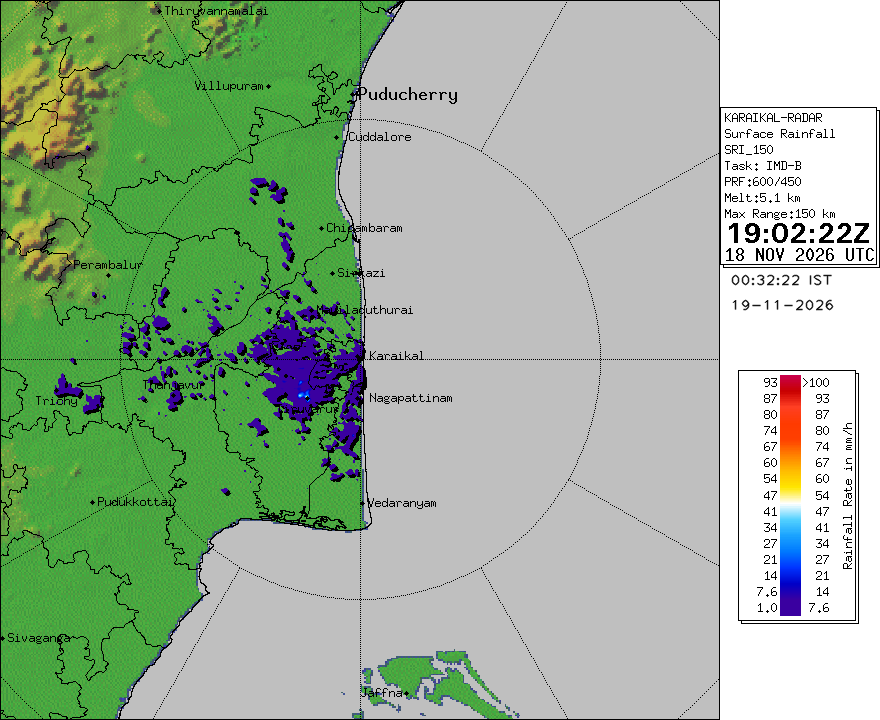 Thiruvannamalai
Villupuram
Puducherry
Cuddalore
Chidambaram
Perambalur
Sirkazi
Karaikal
Nagapattinam
Pudukkottai
Vedaranyam
Sivaganga
Jaffna
KARAIKAL-RADAR
Surface Rainfall
SRI_150
Task: IMD-B
PRF:600/450
Melt:5.1 km
Max Range:150 km
19:02:22Z
18 NOV 2026 UTC
00:32:22 IST
19-11-2026
93 >100
87 93
80 87
74 80
67 74
60 67
54 60
47 54
41 47
34 41
27 34
21 27
14 21
7.6 14
1.0 7.6
Rainfall Rate in mm/h